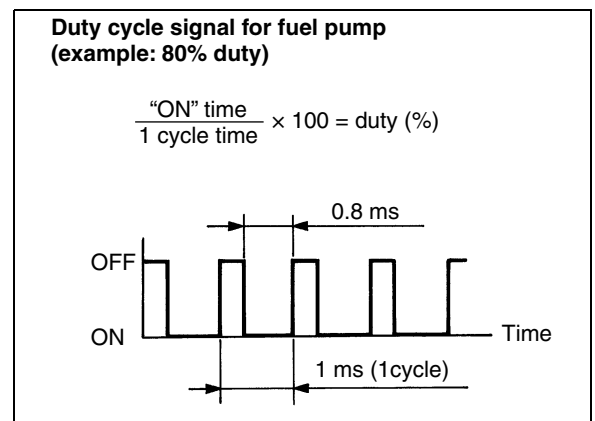 Duty cycle signal for fuel pump
(example: 80% duty)
“ON” time
1 cycle time
× 100 = duty (%)
0.8 ms
OFF
ON
Time
1 ms (1cycle)